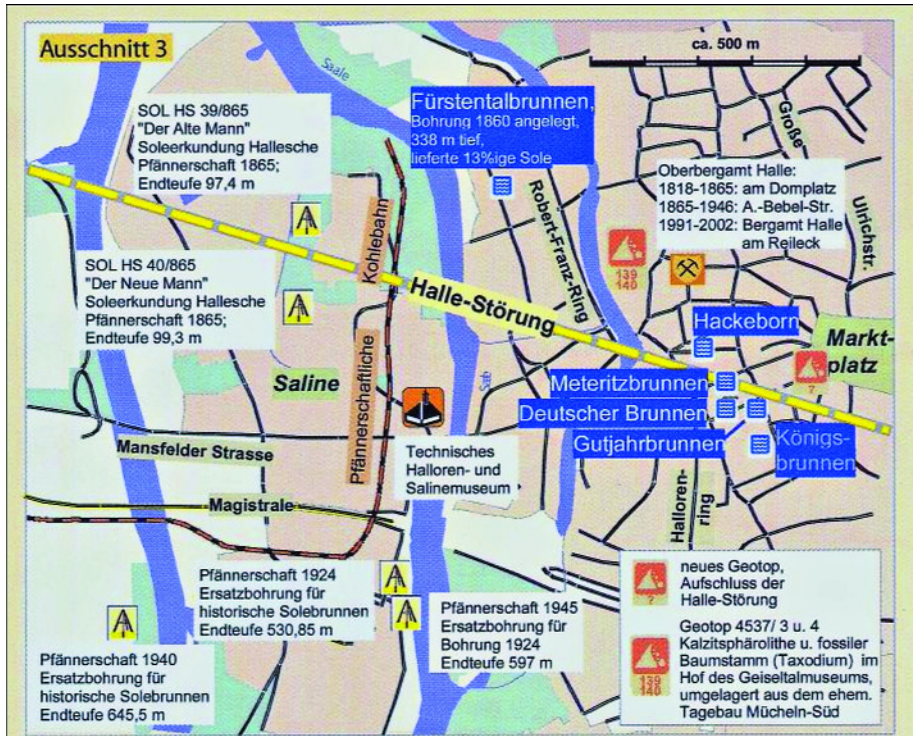 Ausschnitt 3
ca. 500 m
Saale
SOL HS 39/865
"Der Alte Mann"
Soleerkundung Hallesche
Pfännerschaft 1865;
Endteufe 97,4 m
Fürstentalbrunnen,
Bohrung 1860 angelegt,
338 m tief,
lieferte 13%ige Sole
Große
Ulrichstr.
Oberbergamt Halle:
1818-1865: am Domplatz
1865-1946: A.-Bebel-Str.
1991-2002: Bergamt Halle
am Reileck
Robert-Franz-Ring
139
140
SOL HS 40/865
"Der Neue Mann"
Soleerkundung Hallesche
Pfännerschaft 1865;
Endteufe 99,3 m
Pfännerschaftliche
Kohlebahn
Halle-Störung
Hackeborn
Markt-
platz
?
Saline
Meteritzbrunnen
Deutscher Brunnen
Gutjahrbrunnen
Königs-
brunnen
Mansfelder Strasse
Technisches
Halloren- und
Salinemuseum
Halloren-
ring
Magistrale
Pfännerschaft 1924
Ersatzbohrung für
historische Solebrunnen
Endteufe 530,85 m
Pfännerschaft 1945
Ersatzbohrung für
Bohrung 1924
Endteufe 597 m
Pfännerschaft 1940
Ersatzbohrung für
historische Solebrunnen
Endteufe 645,5 m
?
neues Geotop,
Aufschluss der
Halle-Störung
139
140
Geotop 4537/ 3 u. 4
Kalzitsphärolithe u. fossiler
Baumstamm (Taxodium) im
Hof des Geiseltalmuseums,
umgelagert aus dem ehem.
Tagebau Mücheln-Süd